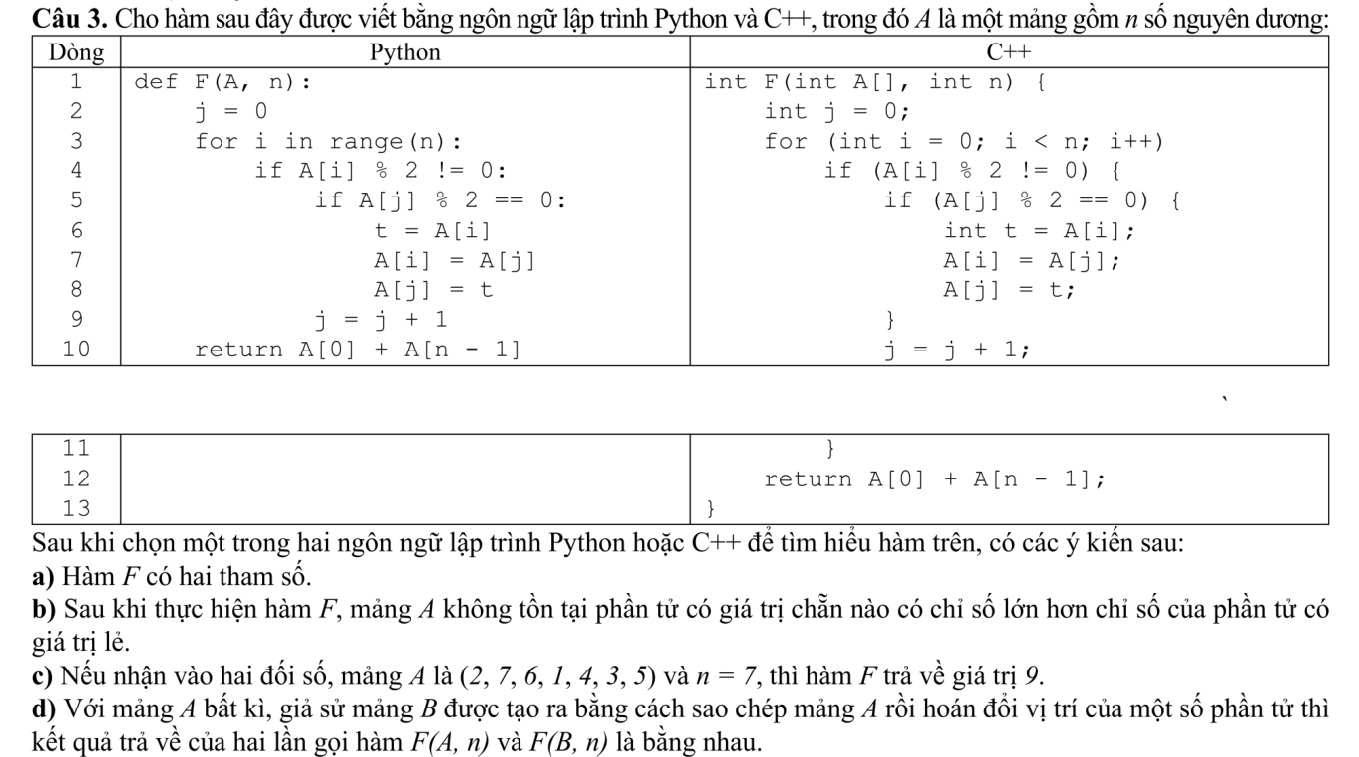 Câu 3. Cho hàm sau đây được viết bằng ngôn ngữ lập trình Python và C++, trong đó A là một mảng gồm n số nguyên dương:
Dòng Python C++
1 def F(A, n): int F(int A[], int n) {
2 j = 0 int j = 0;
3 for i in range(n): for (int i = 0; i < n; i++)
4 if A[i] % 2 != 0: if (A[i] % 2 != 0) {
5 if A[j] % 2 == 0: if (A[j] % 2 == 0) {
6 t = A[i] int t = A[i];
7 A[i] = A[j] A[i] = A[j];
8 A[j] = t A[j] = t;
9 j = j + 1 }
10 return A[0] + A[n - 1] j = j + 1;
11 }
12 return A[0] + A[n - 1];
13 }
Sau khi chọn một trong hai ngôn ngữ lập trình Python hoặc C++ để tìm hiểu hàm trên, có các ý kiến sau:
a) Hàm F có hai tham số.
b) Sau khi thực hiện hàm F, mảng A không tồn tại phần tử có giá trị chẵn nào có chỉ số lớn hơn chỉ số của phần tử có
giá trị lẻ.
c) Nếu nhận vào hai đối số, mảng A là (2, 7, 6, 1, 4, 3, 5) và n = 7, thì hàm F trả về giá trị 9.
d) Với mảng A bất kì, giả sử mảng B được tạo ra bằng cách sao chép mảng A rồi hoán đổi vị trí của một số phần tử thì
kết quả trả về của hai lần gọi hàm F(A, n) và F(B, n) là bằng nhau.